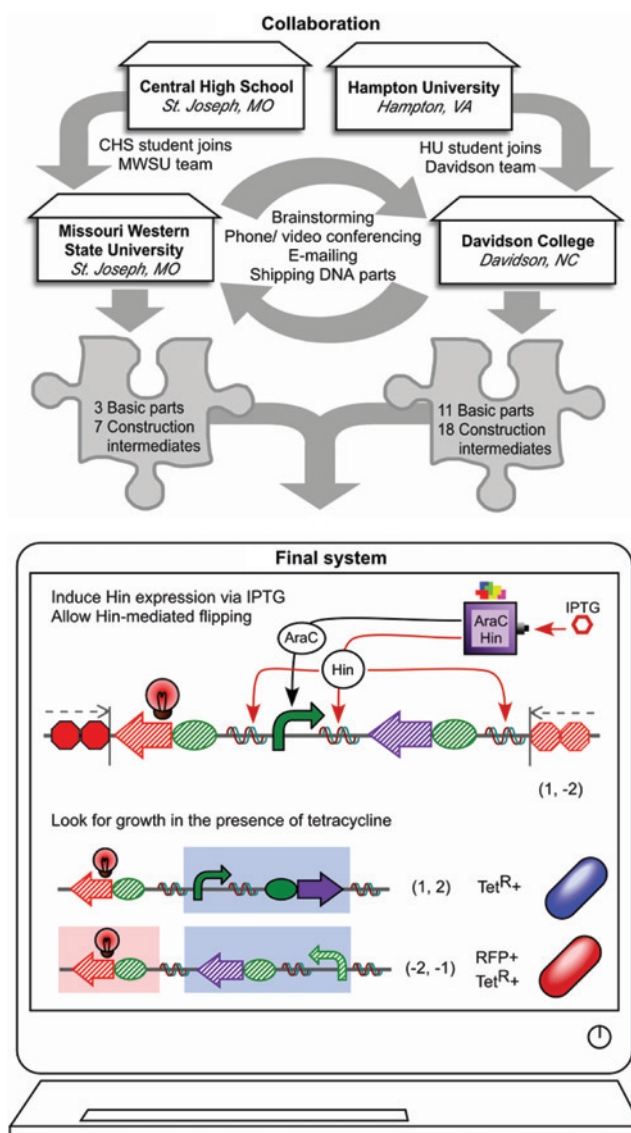 Collaboration
Central High School
St. Joseph, MO
Hampton University
Hampton, VA
CHS student joins
MWSU team
HU student joins
Davidson team
Missouri Western
State University
St. Joseph, MO
Brainstorming
Phone/ video conferencing
E-mailing
Shipping DNA parts
Davidson College
Davidson, NC
3 Basic parts
7 Construction
intermediates
11 Basic parts
18 Construction
intermediates
Final system
Induce Hin expression via IPTG
Allow Hin-mediated flipping
AraC
Hin
AraC
Hin
IPTG
(1, -2)
Look for growth in the presence of tetracycline
(1, 2)
TetR+
(-2, -1)
RFP+
TetR+